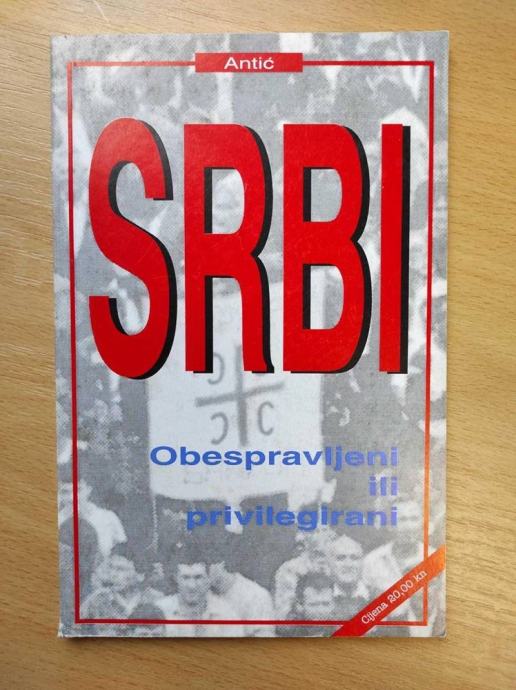 Antić
SRBI
C C
C C
Obespravljeni
ili
privilegirani
Cijena 20,00 kn